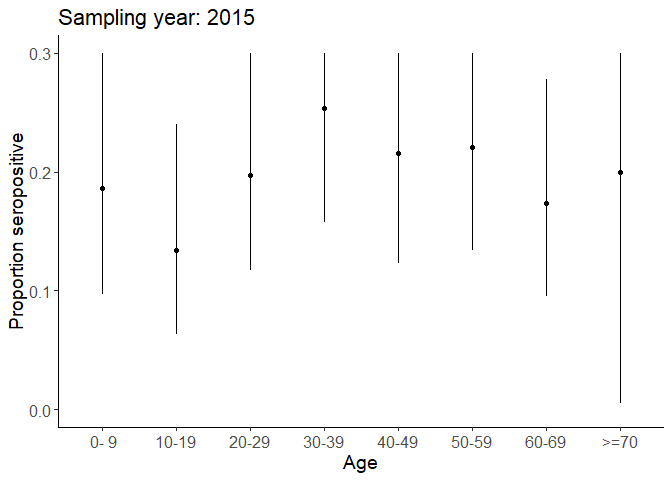 Sampling year: 2015
Proportion seropositive
0.3
0.2
0.1
0.0
0- 9 10-19 20-29 30-39 40-49 50-59 60-69 >=70
Age